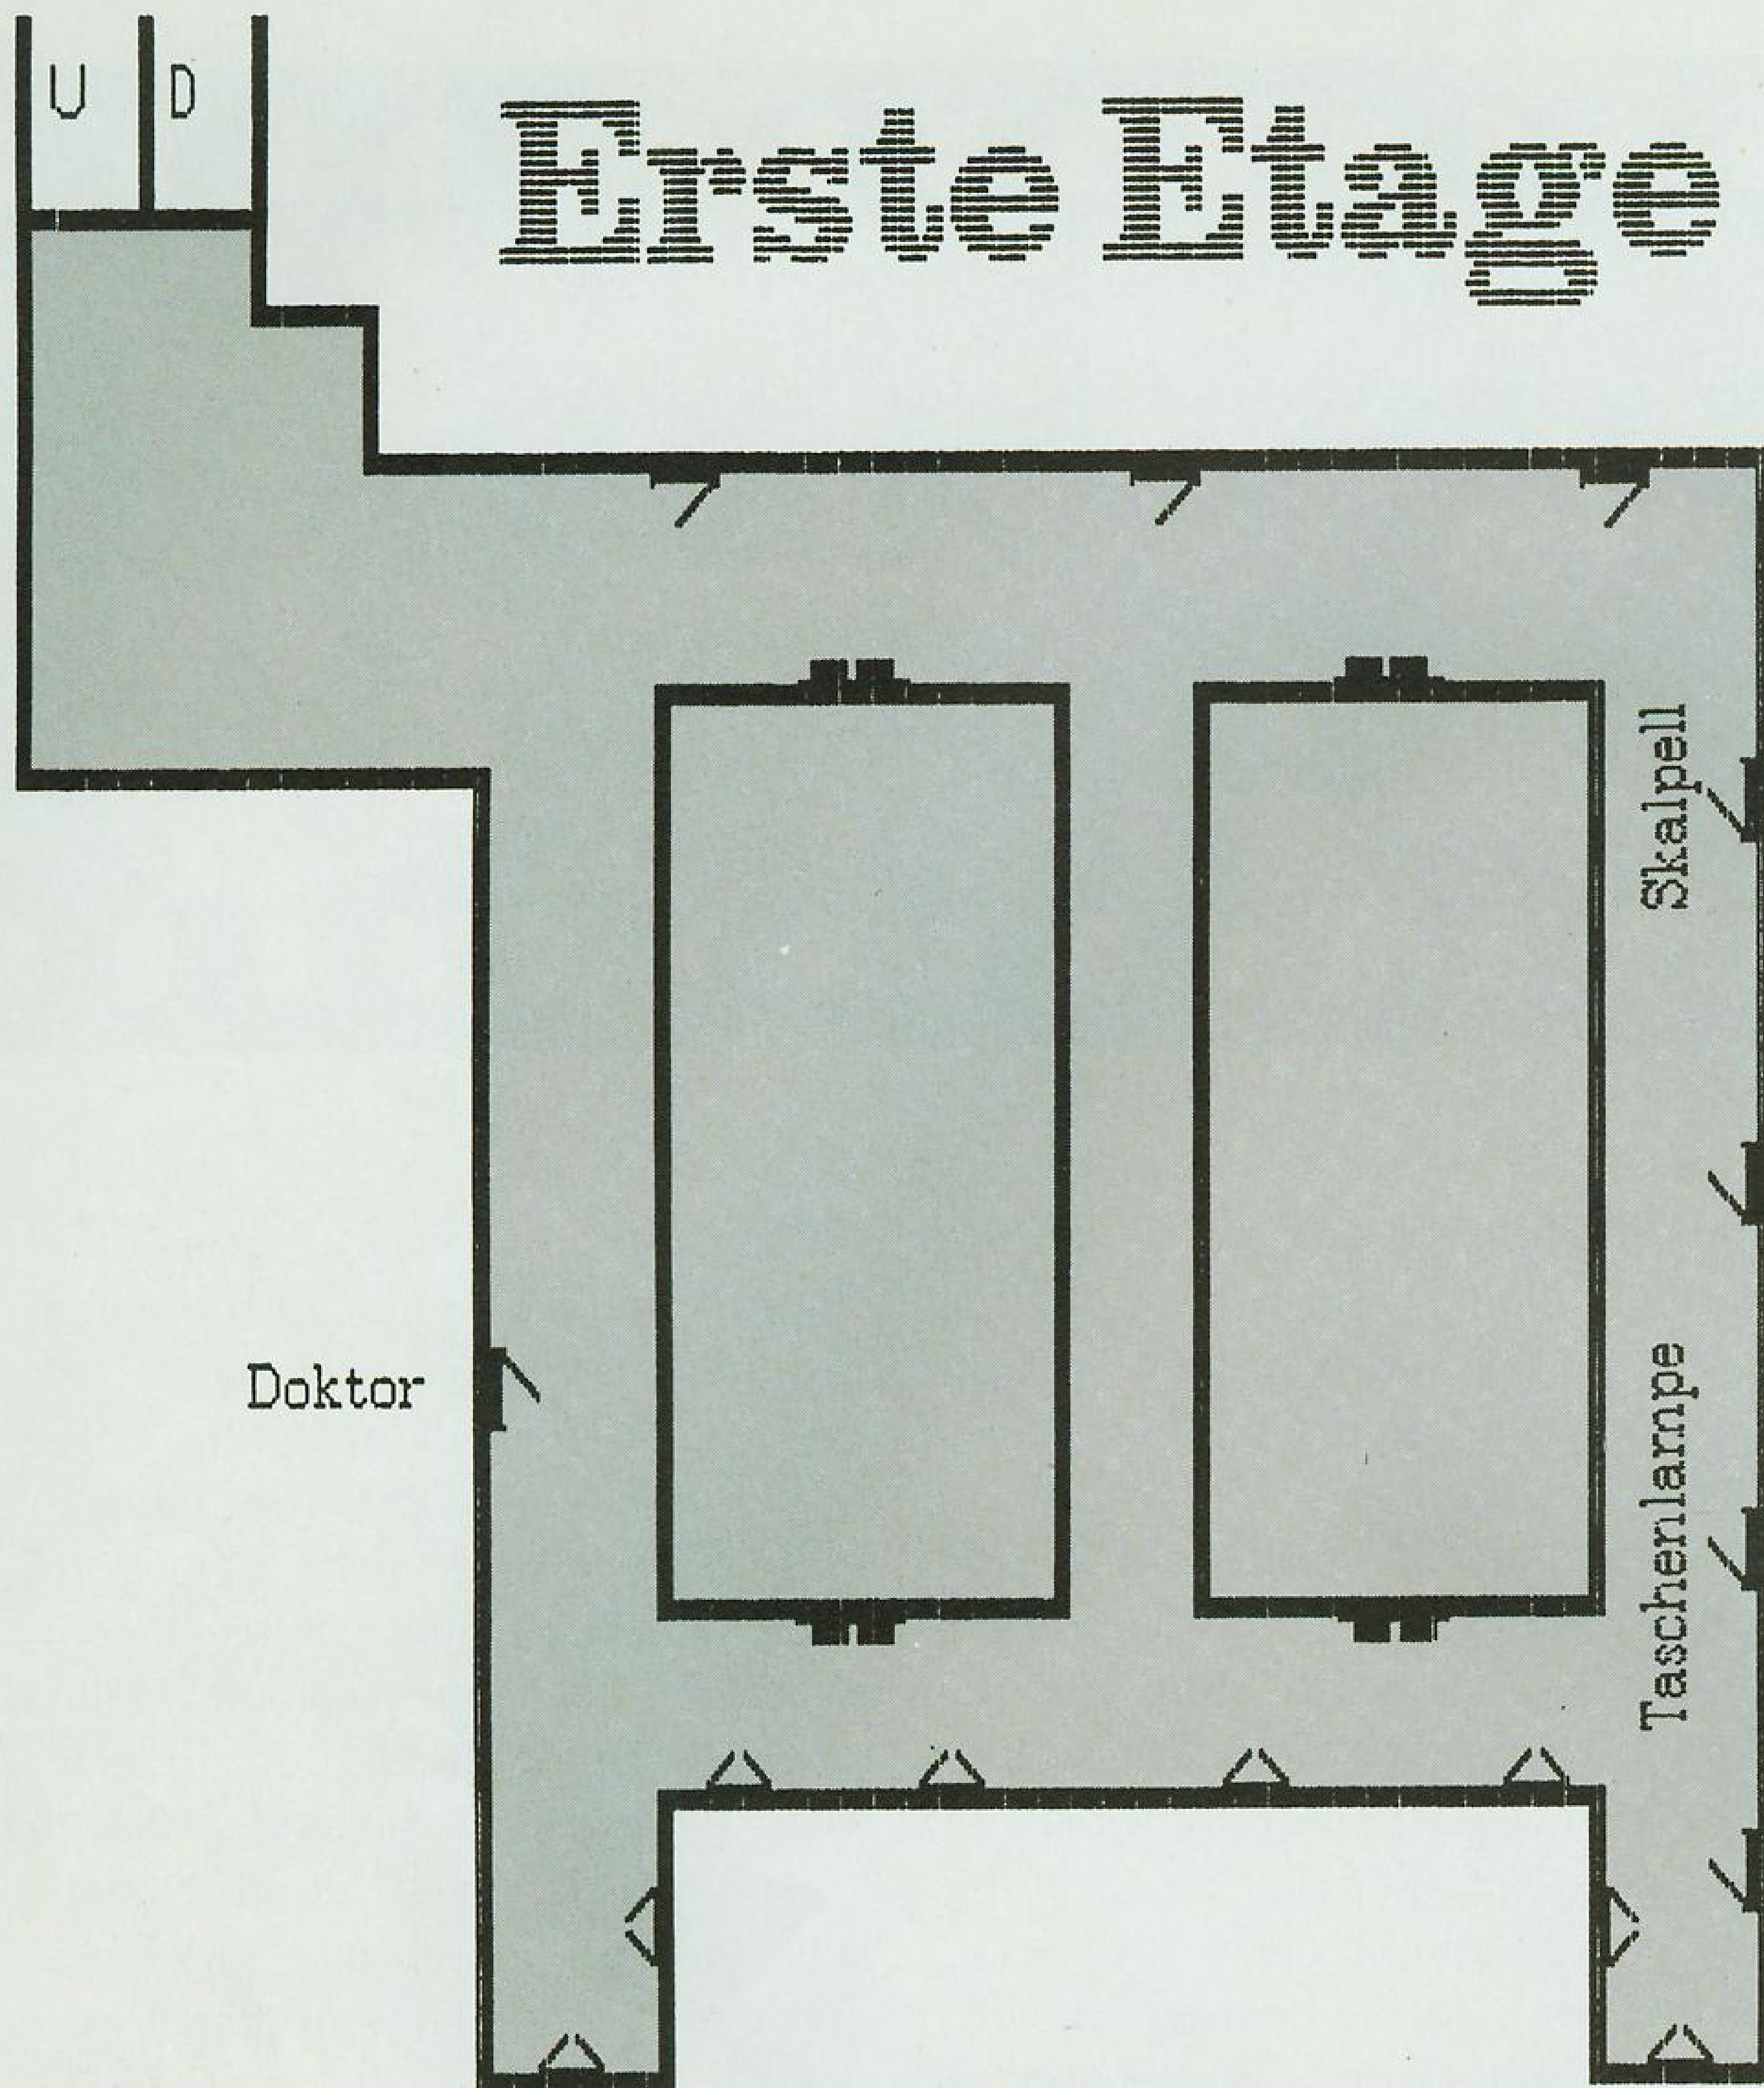 U D
Erste Etage
Skalpell
Doktor
Taschenlampe